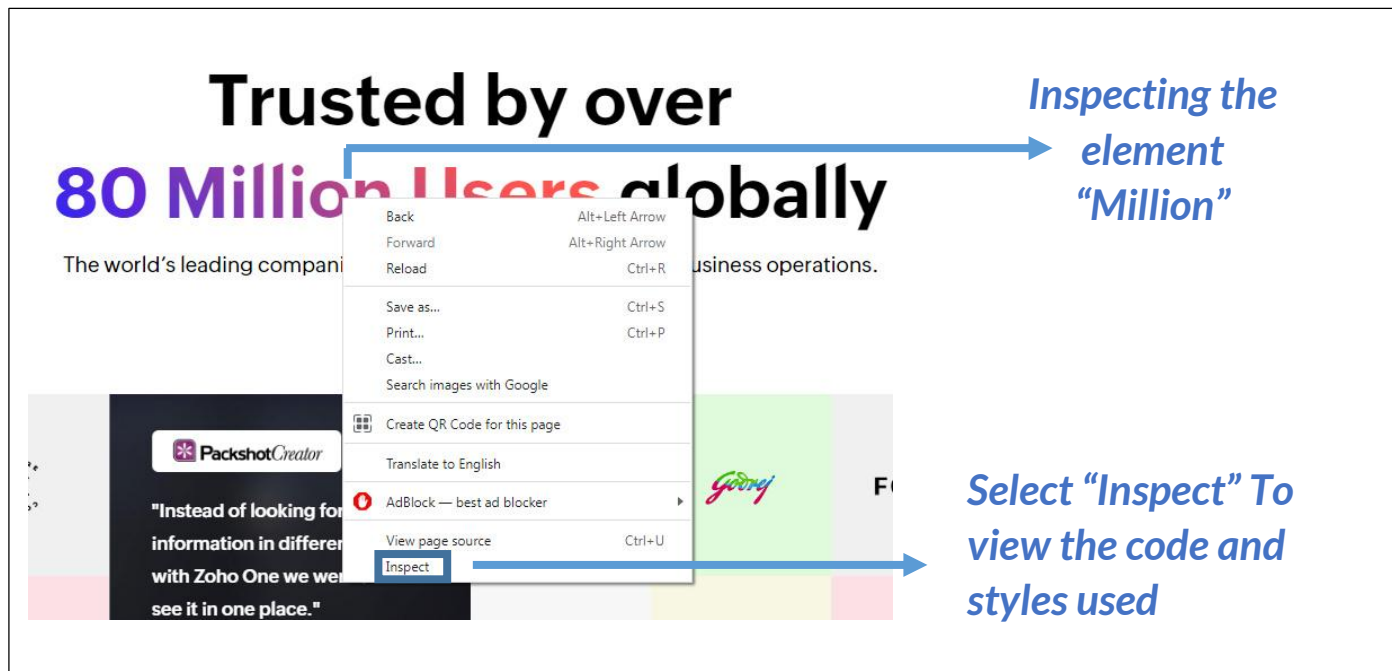 Trusted by over
80 Million Users globally
The world's leading compani
usiness operations.
Inspecting the
element
“Million”
Back Alt+Left Arrow
Forward Alt+Right Arrow
Reload Ctrl+R
Save as... Ctrl+S
Print... Ctrl+P
Cast...
Search images with Google
Create QR Code for this page
Translate to English
AdBlock — best ad blocker
View page source Ctrl+U
Inspect
PackshotCreator
"Instead of looking for
information in differen
with Zoho One we wer
see it in one place."
Godrej
F
Select “Inspect” To
view the code and
styles used